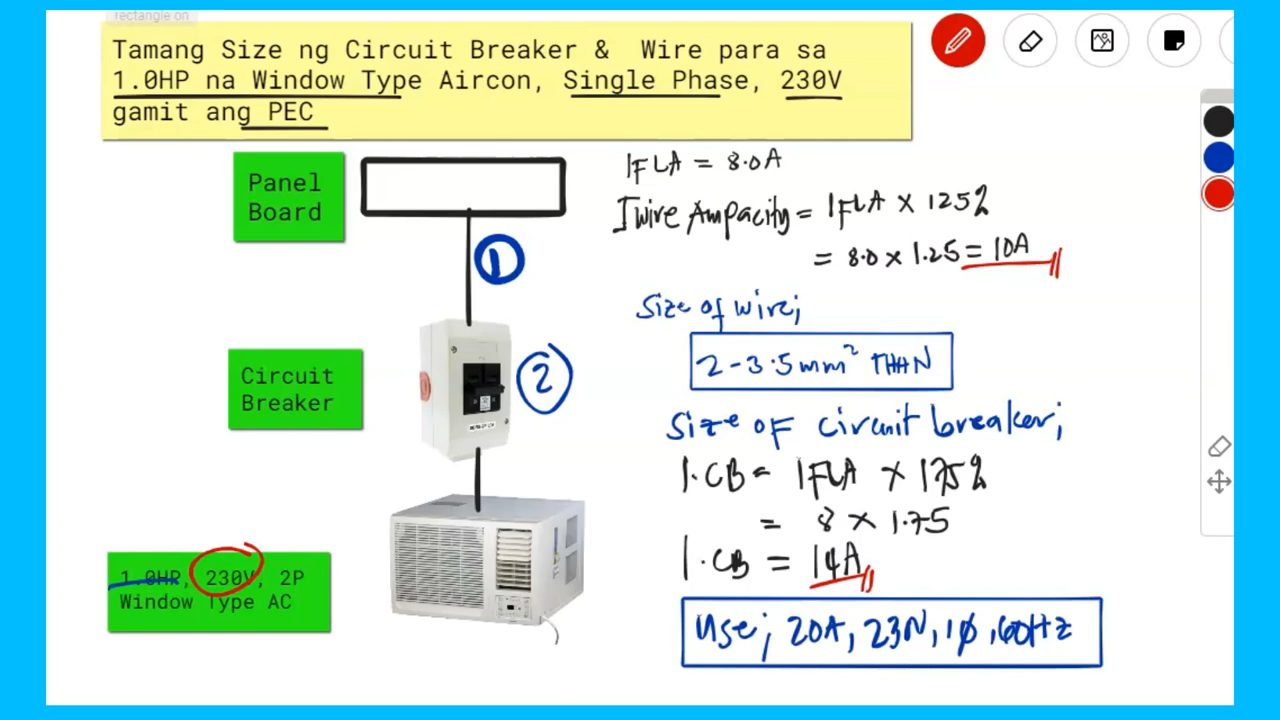 rectangle on
Tamang Size ng Circuit Breaker & Wire para sa
1.0HP na Window Type Aircon, Single Phase, 230V
gamit ang PEC
Panel
Board
1
Circuit
Breaker
2
1.0HP, 230V, 2P
Window Type AC
IFLA = 8.0A
Iwire Ampacity = IFLA x 125%
= 8.0 x 1.25 = 10A
Size of wire;
2-3.5mm² THHN
Size of circuit breaker;
I.CB = IFLA x 175%
= 8 x 1.75
I.CB = 14A
Use; 20A, 230V, 1Ø, 60Hz